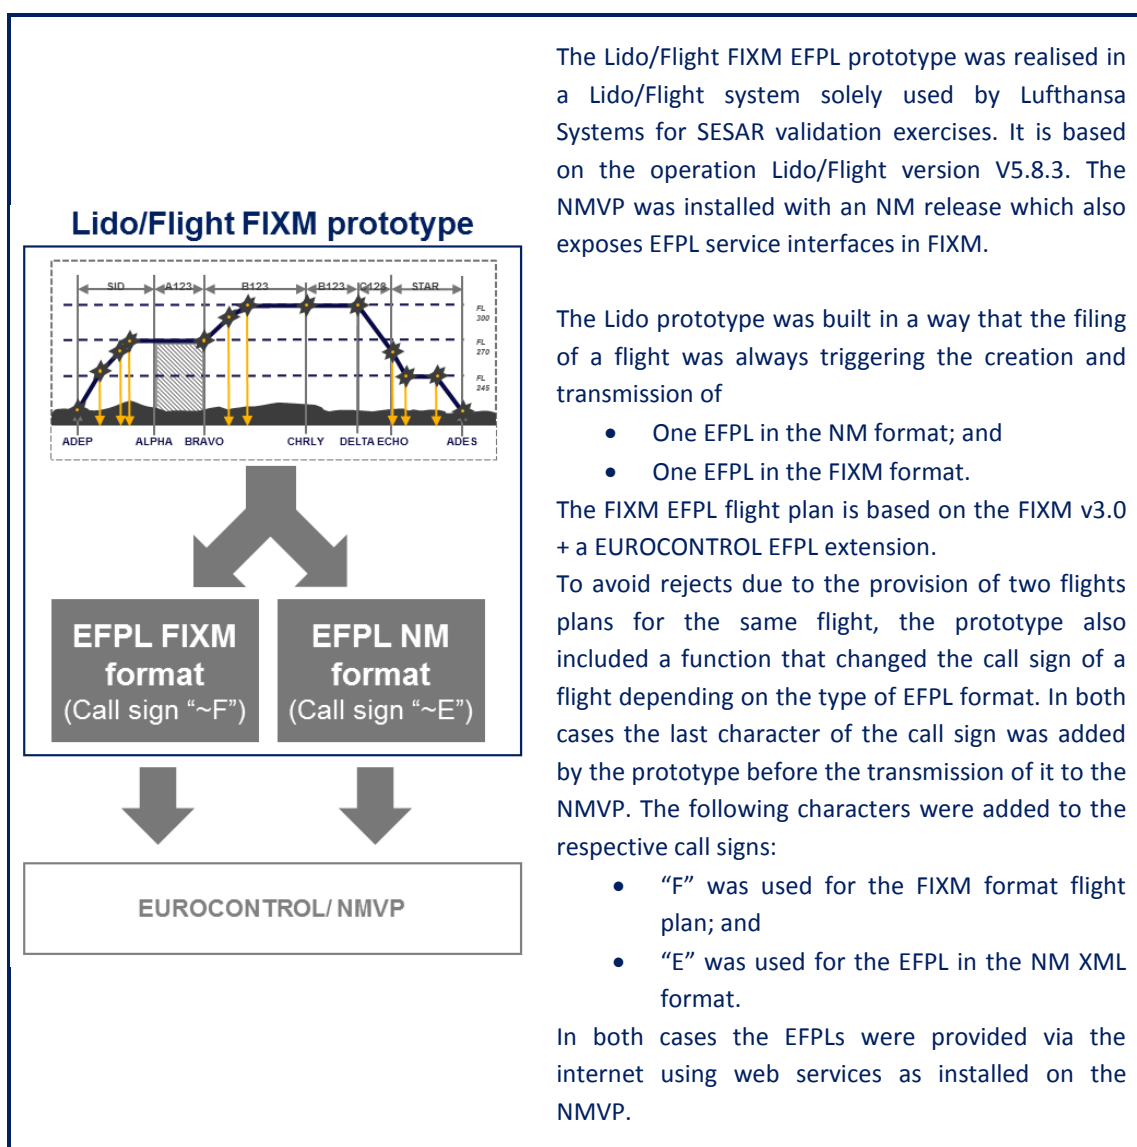 Lido/Flight FIXM prototype
SID A123 B123 B123 C128 STAR
FL
300
FL
270
FL
245
ADEP ALPHA BRAVO CHRLY DELTA ECHO ADES
EFPL FIXM
format
(Call sign “~F”)
EFPL NM
format
(Call sign “~E”)
EUROCONTROL/ NMVP
The Lido/Flight FIXM EFPL prototype was realised in
a Lido/Flight system solely used by Lufthansa
Systems for SESAR validation exercises. It is based
on the operation Lido/Flight version V5.8.3. The
NMVP was installed with an NM release which also
exposes EFPL service interfaces in FIXM.
The Lido prototype was built in a way that the filing
of a flight was always triggering the creation and
transmission of
• One EFPL in the NM format; and
• One EFPL in the FIXM format.
The FIXM EFPL flight plan is based on the FIXM v3.0
+ a EUROCONTROL EFPL extension.
To avoid rejects due to the provision of two flights
plans for the same flight, the prototype also
included a function that changed the call sign of a
flight depending on the type of EFPL format. In both
cases the last character of the call sign was added
by the prototype before the transmission of it to the
NMVP. The following characters were added to the
respective call signs:
• “F” was used for the FIXM format flight
plan; and
• “E” was used for the EFPL in the NM XML
format.
In both cases the EFPLs were provided via the
internet using web services as installed on the
NMVP.